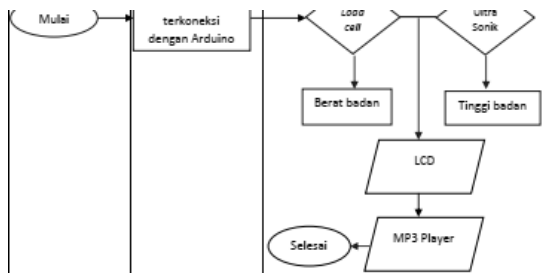 Mulai
terkoneksi
dengan Arduino
Load
cell
Ultra
Sonik
Berat badan
Tinggi badan
LCD
MP3 Player
Selesai